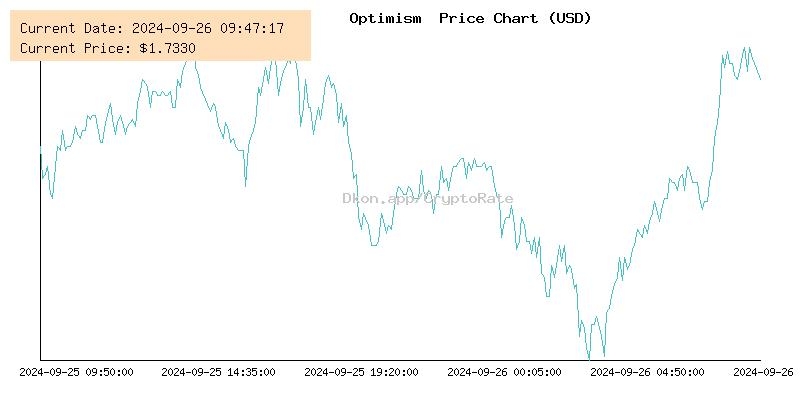 Optimism  Price Chart (USD)
Current Date: 2024-09-26 09:47:17
Current Price: $1.7330
Dkon.app/CryptoRate
2024-09-25 09:50:00
2024-09-25 14:35:00
2024-09-25 19:20:00
2024-09-26 00:05:00
2024-09-26 04:50:00
2024-09-26